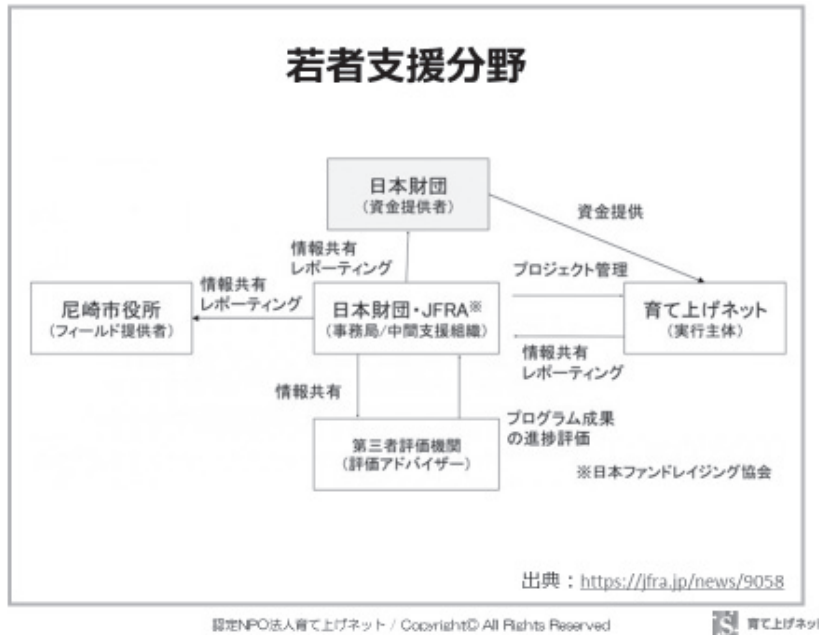 若者支援分野
日本財団
(資金提供者)
資金提供
情報共有
レポーティング
プロジェクト管理
情報共有
レポーティング
尼崎市役所
(フィールド提供者)
日本財団・JFRA※
(事務局/中間支援組織)
育て上げネット
(実行主体)
情報共有
レポーティング
情報共有
プログラム成果
の進捗評価
第三者評価機関
(評価アドバイザー)
※日本ファンドレイジング協会
出典：https://jfra.jp/news/9058
認定NPO法人育て上げネット / Copyright© All Rights Reserved
育て上げネット